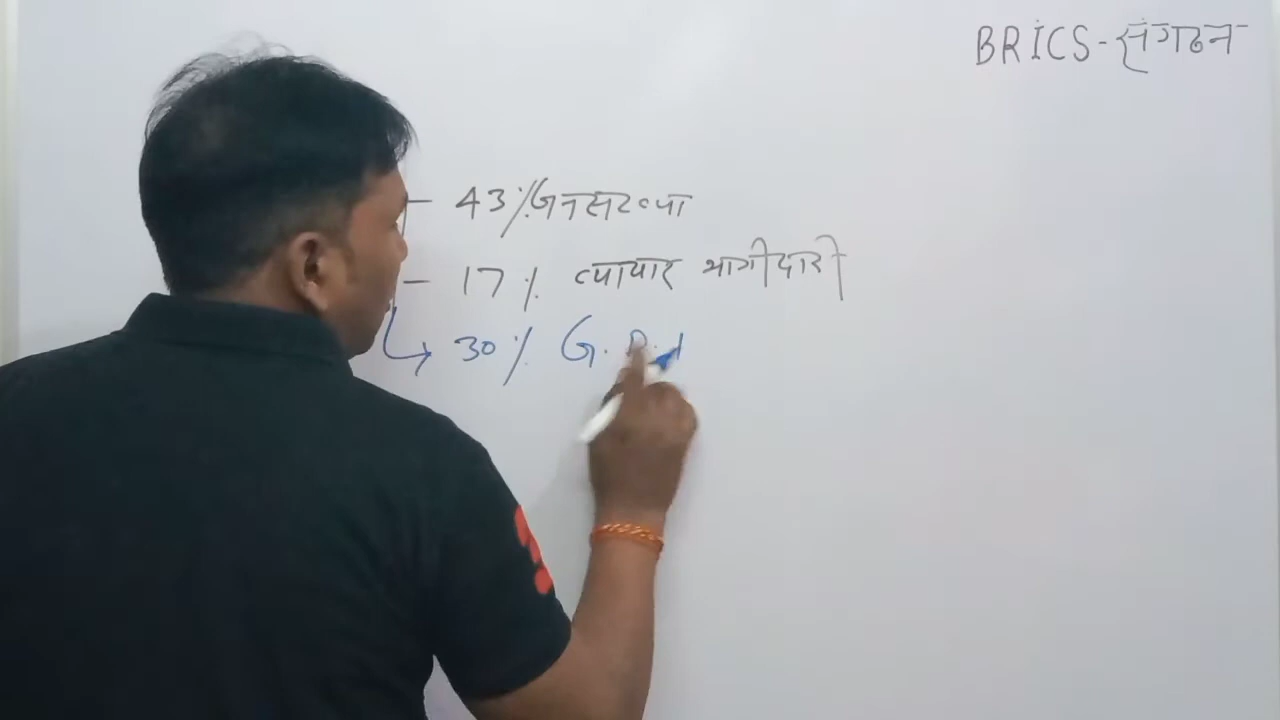 BRICS-संगठन
- 43% जनसंख्या
- 17% व्यापार भागीदारी
→ 30% G. D.